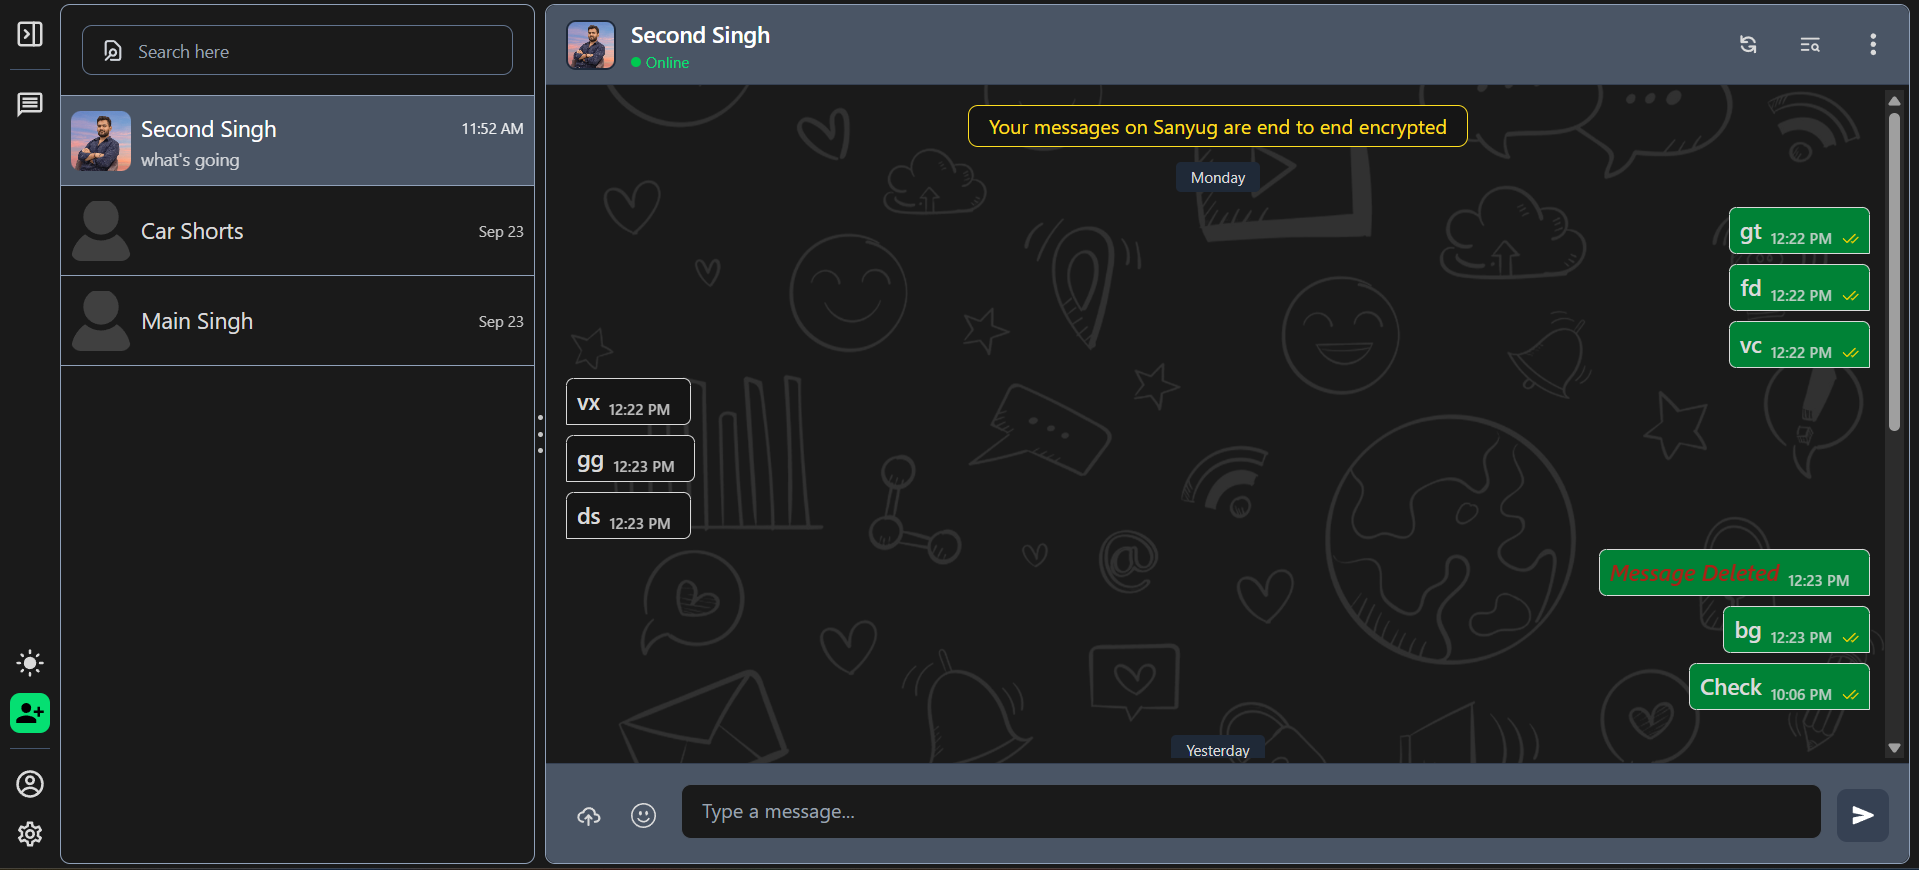 Search here
Second Singh
11:52 AM
what's going
Car Shorts
Sep 23
Main Singh
Sep 23
Second Singh
Online
Your messages on Sanyug are end to end encrypted
Monday
gt 12:22 PM
fd 12:22 PM
vc 12:22 PM
vx 12:22 PM
gg 12:23 PM
ds 12:23 PM
Message Deleted 12:23 PM
bg 12:23 PM
Check 10:06 PM
Yesterday
Type a message...